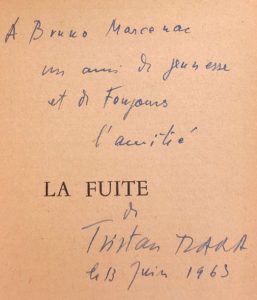 A Bruno Marcenac
un ami de jeunesse
et de toujours
l'amitié
LA FUITE
de
Tristan TZARA
le 13 Juin 1963